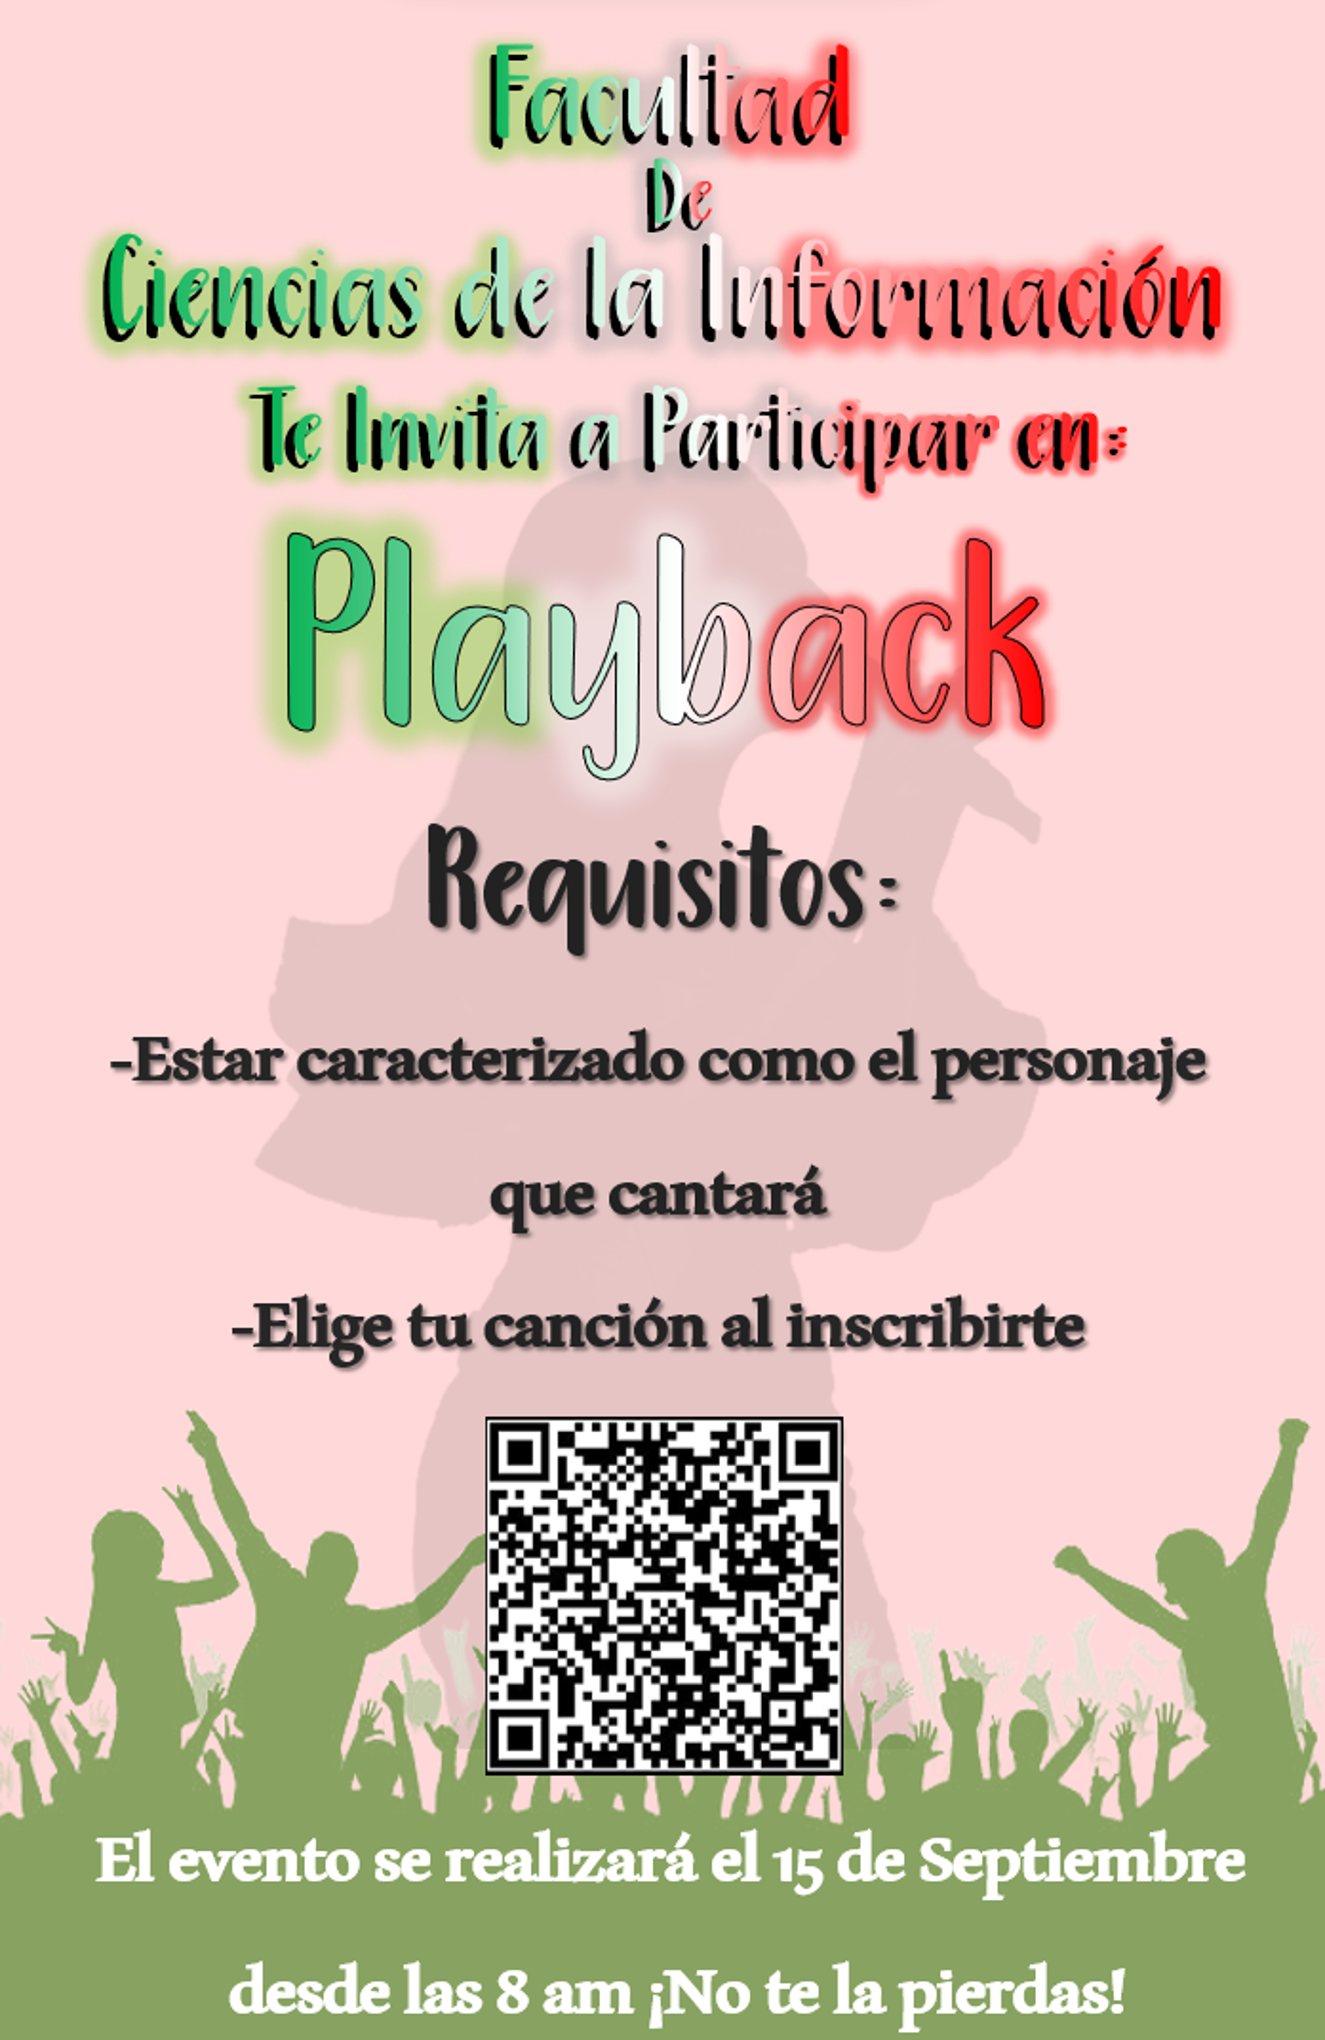 Facultad
De
Ciencias de la Información
Te Invita a Participar en:
Playback
Requisitos:
-Estar caracterizado como el personaje
que cantará
-Elige tu canción al inscribirte
El evento se realizará el 15 de Septiembre
desde las 8 am ¡No te la pierdas!